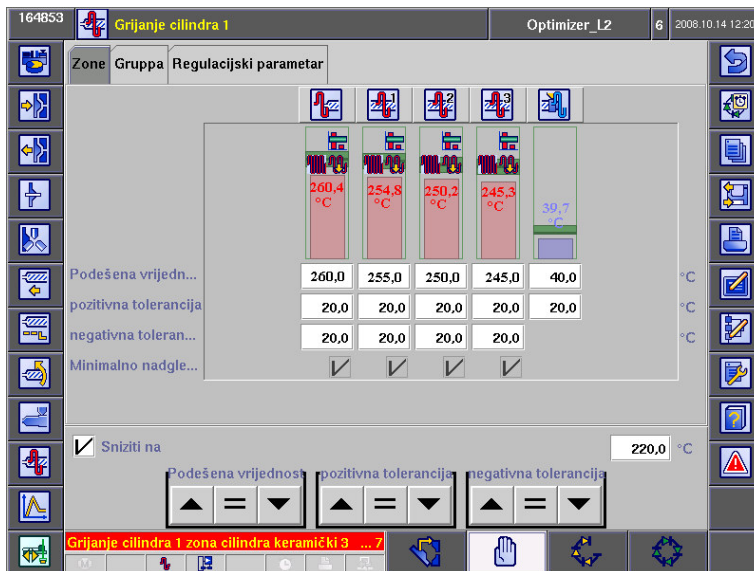 164853 Grijanje cilindra 1 Optimizer_L2 6 2008.10.14 12:20
Zone Gruppa Regulacijski parametar
1 2 3
260,4 °C 254,8 °C 250,2 °C 245,3 °C 39,7 °C
Podešena vrijedn... 260,0 255,0 250,0 245,0 40,0 °C
pozitivna tolerancija 20,0 20,0 20,0 20,0 20,0 °C
negativna toleran... 20,0 20,0 20,0 20,0 °C
Minimalno nadgle...
Sniziti na 220,0 °C
Podešena vrijednost pozitivna tolerancija negativna tolerancija
Grijanje cilindra 1 zona cilindra keramički 3 ... 7